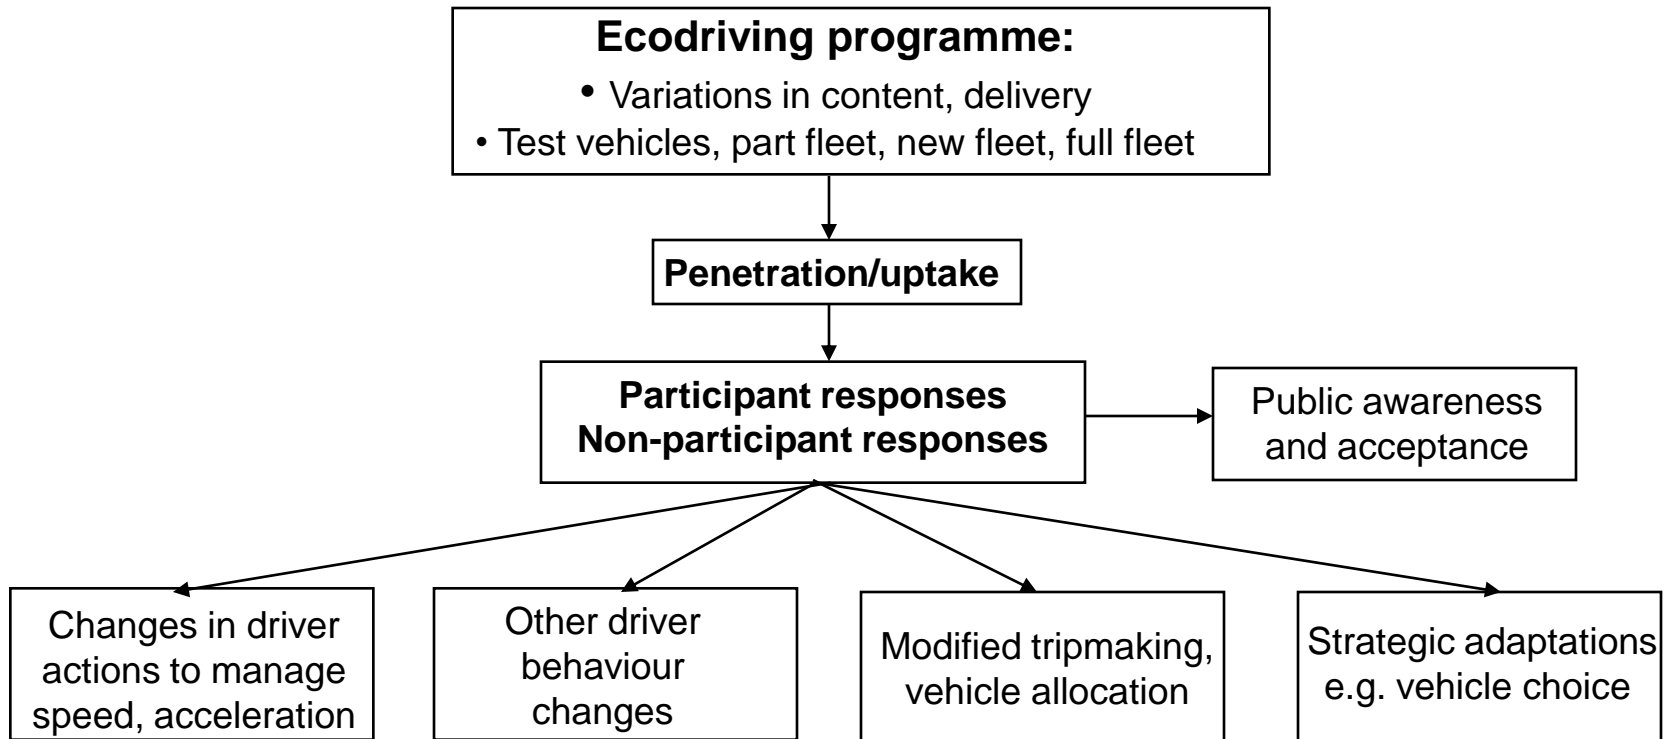 Ecodriving programme:
• Variations in content, delivery
• Test vehicles, part fleet, new fleet, full fleet
Penetration/uptake
Participant responses
Non-participant responses
Public awareness
and acceptance
Changes in driver
actions to manage
speed, acceleration
Other driver
behaviour
changes
Modified tripmaking,
vehicle allocation
Strategic adaptations
e.g. vehicle choice